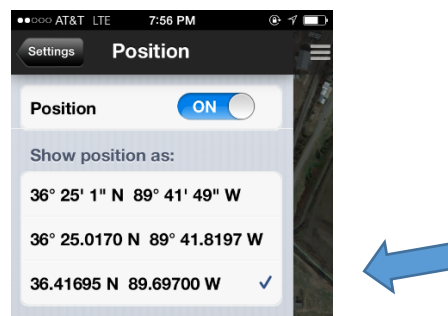 AT&T LTE 7:56 PM
Settings Position
Position ON
Show position as:
36° 25' 1" N 89° 41' 49" W
36° 25.0170 N 89° 41.8197 W
36.41695 N 89.69700 W ✓